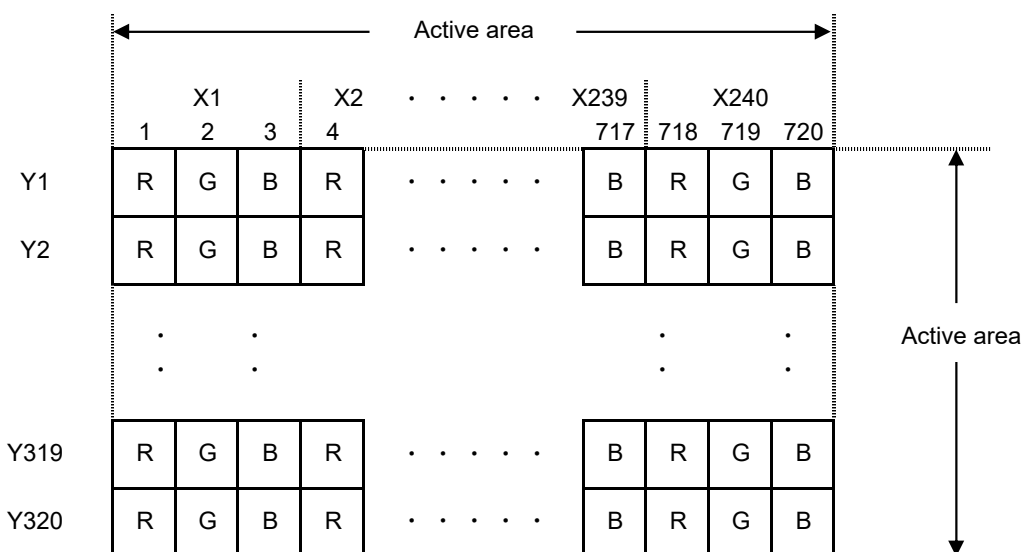 Active area
X1 X2 · · · · · X239 X240
1 2 3 4 717 718 719 720
Y1 R G B R · · · · · B R G B
Y2 R G B R · · · · · B R G B
· · · ·
Active area
· · · ·
Y319 R G B R · · · · · B R G B
Y320 R G B R · · · · · B R G B